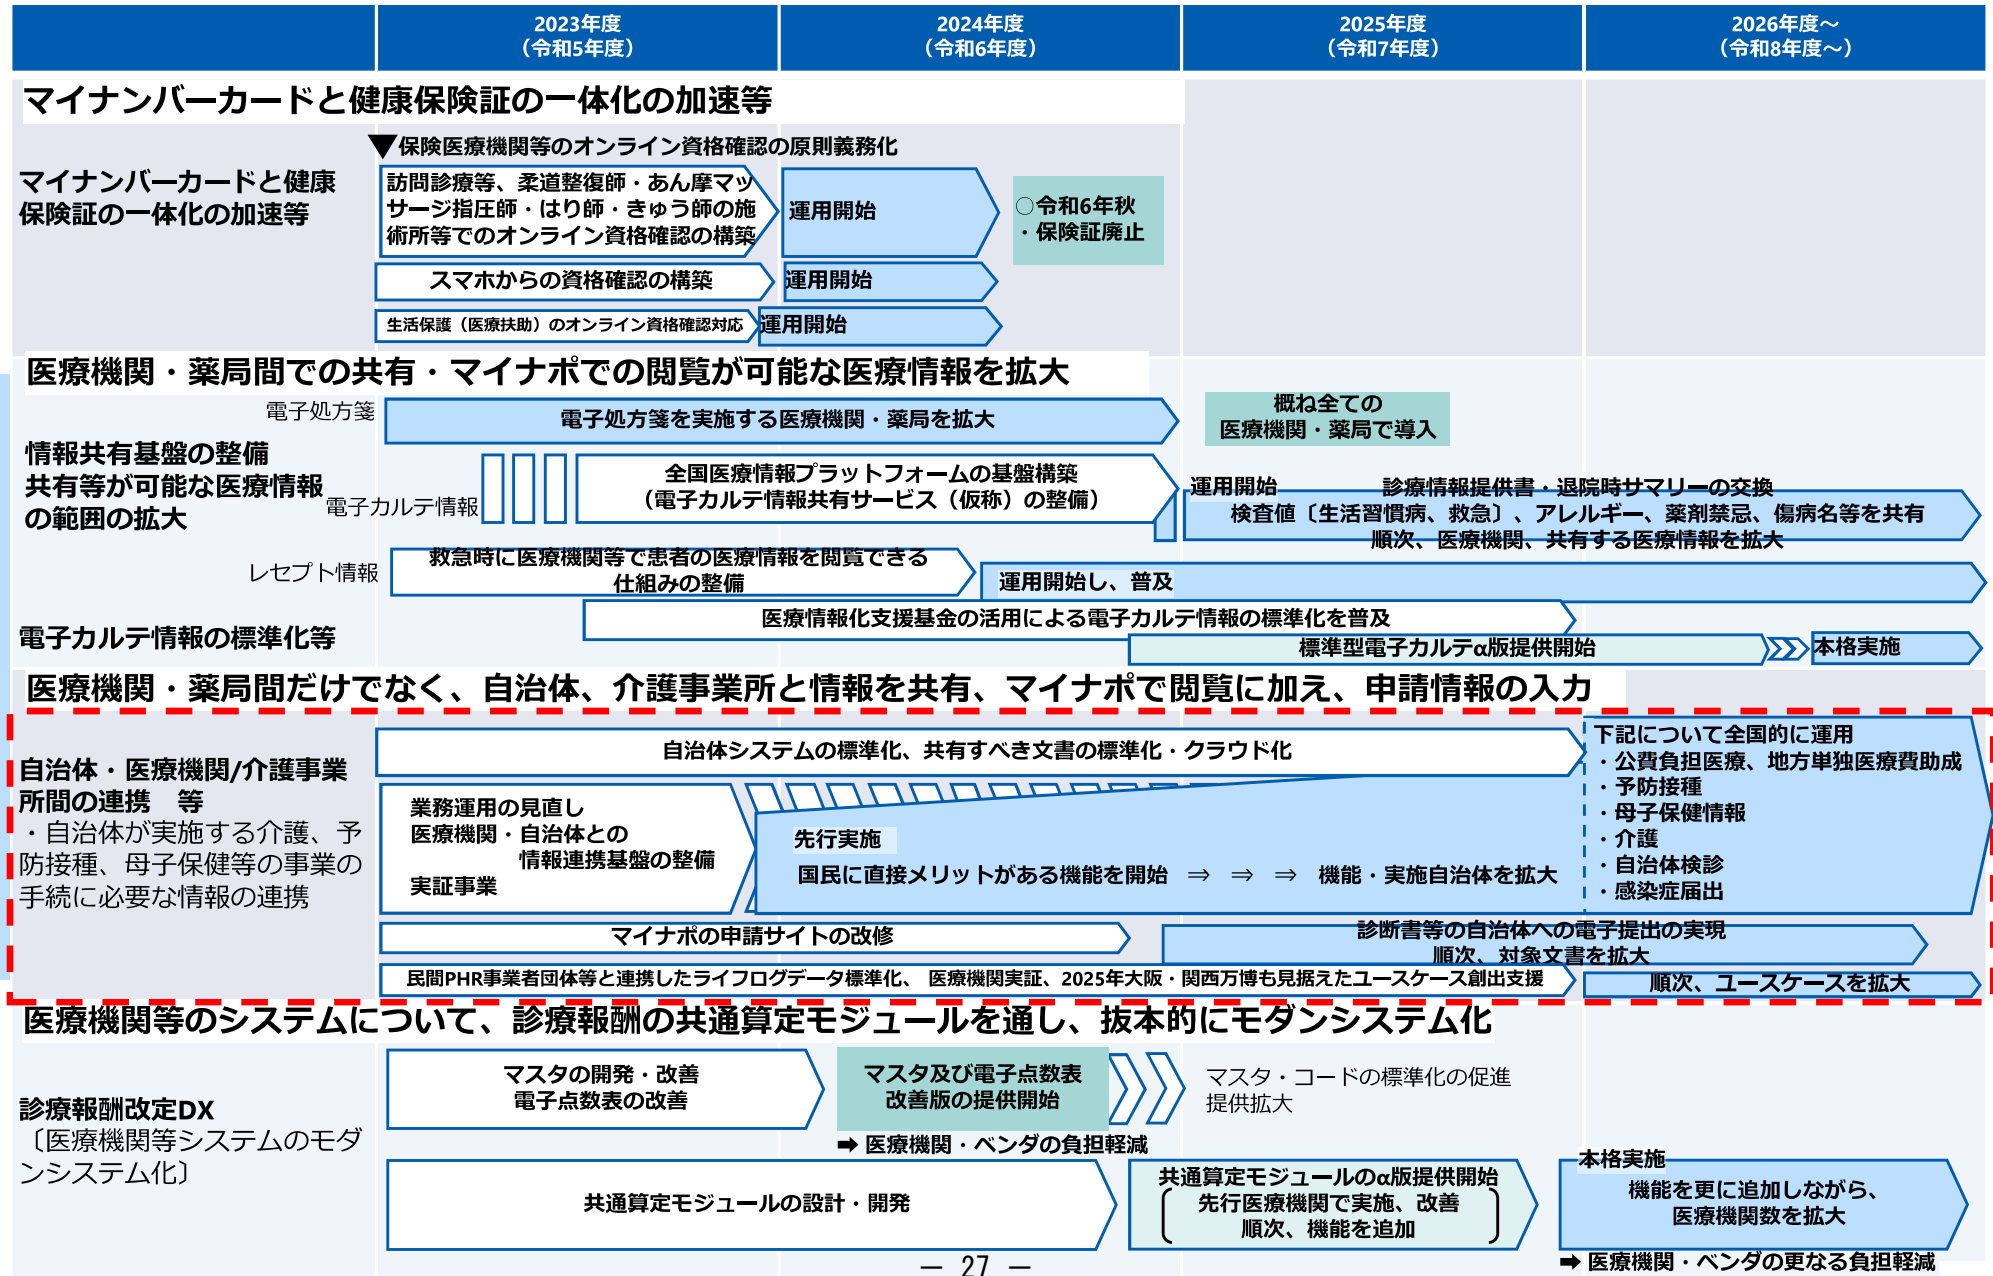 2023年度
（令和5年度）
2024年度
（令和6年度）
2025年度
（令和7年度）
2026年度～
（令和8年度～）
マイナンバーカードと健康保険証の一体化の加速等
マイナンバーカードと健康
保険証の一体化の加速等
▼保険医療機関等のオンライン資格確認の原則義務化
訪問診療等、柔道整復師・あん摩マッ
サージ指圧師・はり師・きゅう師の施
術所等でのオンライン資格確認の構築
運用開始
○令和6年秋
・保険証廃止
スマホからの資格確認の構築
運用開始
生活保護（医療扶助）のオンライン資格確認対応
運用開始
医療機関・薬局間での共有・マイナポでの閲覧が可能な医療情報を拡大
情報共有基盤の整備
共有等が可能な医療情報
の範囲の拡大
電子処方箋
電子処方箋を実施する医療機関・薬局を拡大
概ね全ての
医療機関・薬局で導入
電子カルテ情報
全国医療情報プラットフォームの基盤構築
（電子カルテ情報共有サービス（仮称）の整備）
運用開始
診療情報提供書・退院時サマリーの交換
検査値〔生活習慣病、救急〕、アレルギー、薬剤禁忌、傷病名等を共有
順次、医療機関、共有する医療情報を拡大
レセプト情報
救急時に医療機関等で患者の医療情報を閲覧できる
仕組みの整備
運用開始し、普及
電子カルテ情報の標準化等
医療情報化支援基金の活用による電子カルテ情報の標準化を普及
標準型電子カルテα版提供開始
本格実施
医療機関・薬局間だけでなく、自治体、介護事業所と情報を共有、マイナポで閲覧に加え、申請情報の入力
自治体・医療機関/介護事業
所間の連携　等
・自治体が実施する介護、予
防接種、母子保健等の事業の
手続に必要な情報の連携
自治体システムの標準化、共有すべき文書の標準化・クラウド化
業務運用の見直し
医療機関・自治体との
情報連携基盤の整備
実証事業
先行実施
国民に直接メリットがある機能を開始　⇒　⇒　⇒　機能・実施自治体を拡大
下記について全国的に運用
・公費負担医療、地方単独医療費助成
・予防接種
・母子保健情報
・介護
・自治体検診
・感染症届出
マイナポの申請サイトの改修
診断書等の自治体への電子提出の実現
順次、対象文書を拡大
民間PHR事業者団体等と連携したライフログデータ標準化、 医療機関実証、2025年大阪・関西万博も見据えたユースケース創出支援
順次、ユースケースを拡大
医療機関等のシステムについて、診療報酬の共通算定モジュールを通し、抜本的にモダンシステム化
診療報酬改定DX
〔医療機関等システムのモダ
ンシステム化〕
マスタの開発・改善
電子点数表の改善
マスタ及び電子点数表
改善版の提供開始
マスタ・コードの標準化の促進
提供拡大
➡ 医療機関・ベンダの負担軽減
共通算定モジュールの設計・開発
共通算定モジュールのα版提供開始
先行医療機関で実施、改善
順次、機能を追加
本格実施
機能を更に追加しながら、
医療機関数を拡大
➡ 医療機関・ベンダの更なる負担軽減
― 27 ―